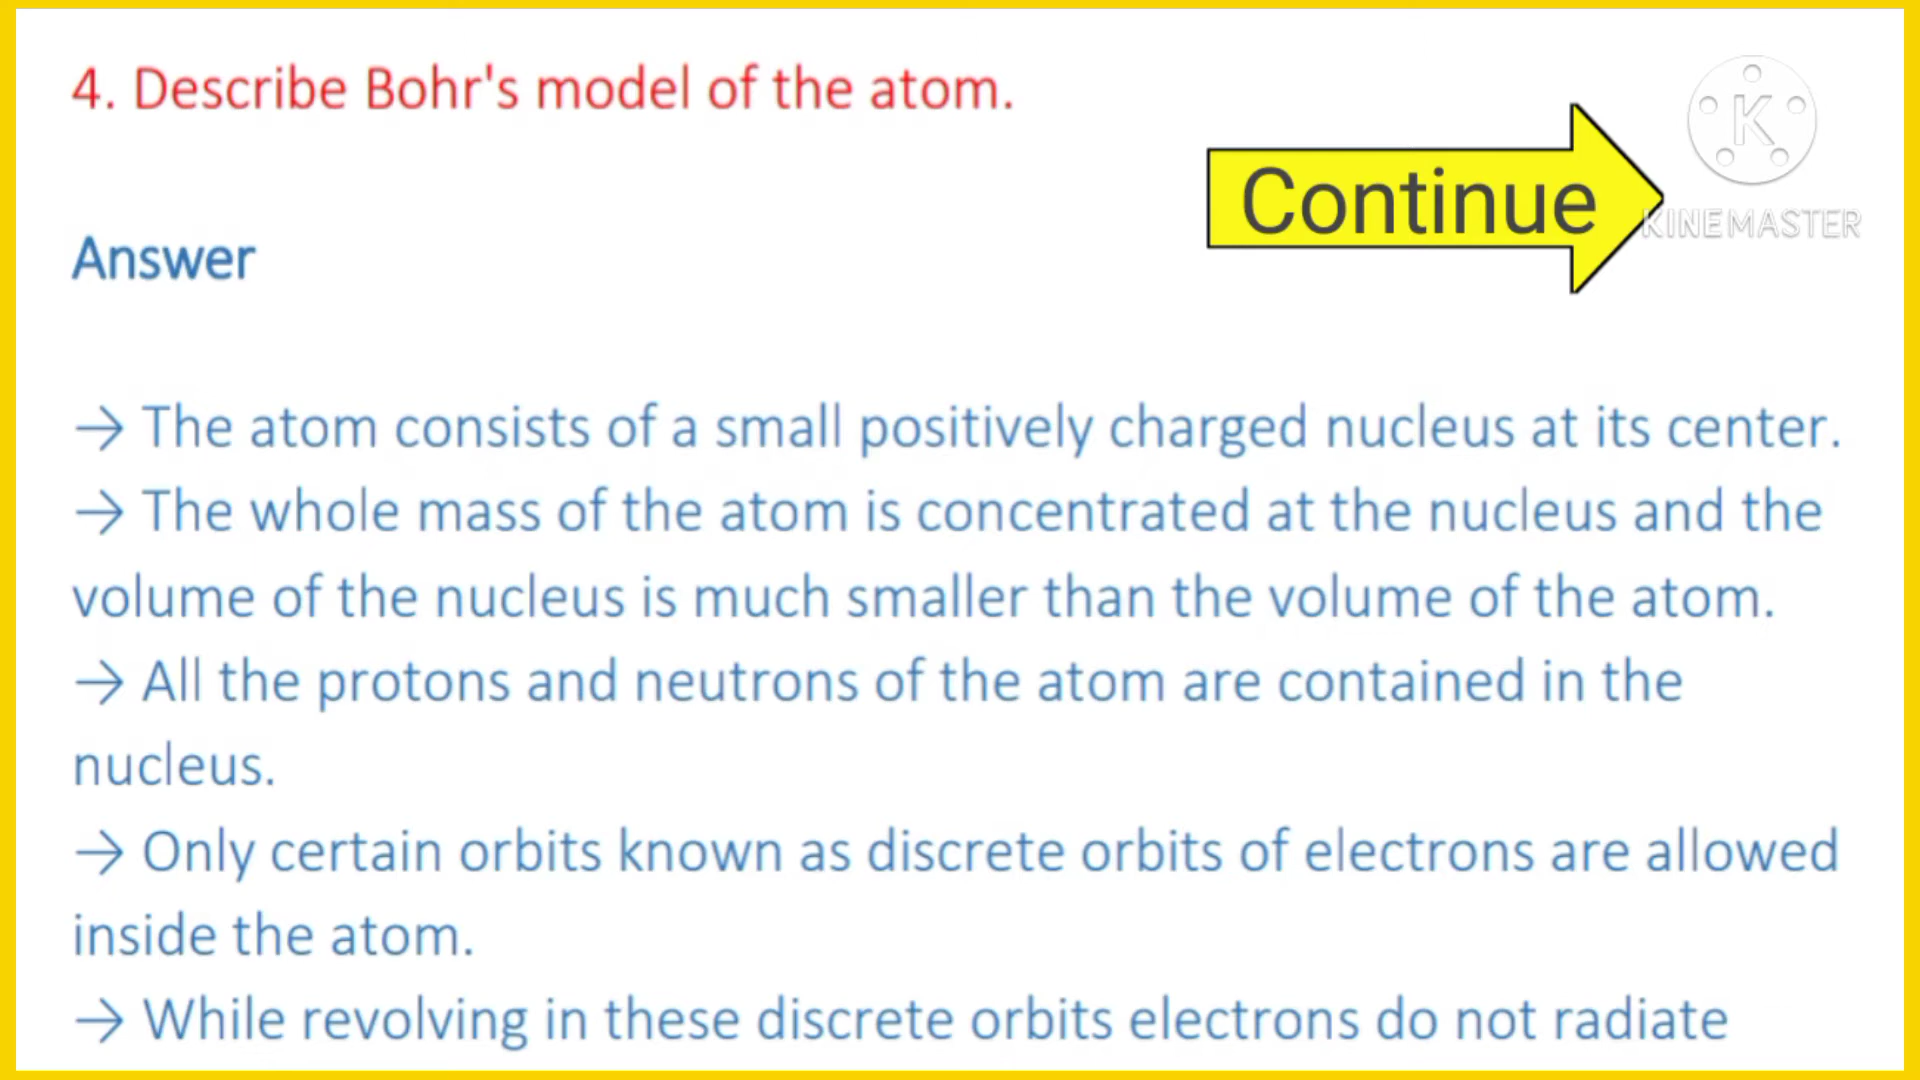 4. Describe Bohr's model of the atom.
Continue
K
KINEMASTER
Answer
→ The atom consists of a small positively charged nucleus at its center.
→ The whole mass of the atom is concentrated at the nucleus and the
volume of the nucleus is much smaller than the volume of the atom.
→ All the protons and neutrons of the atom are contained in the
nucleus.
→ Only certain orbits known as discrete orbits of electrons are allowed
inside the atom.
→ While revolving in these discrete orbits electrons do not radiate